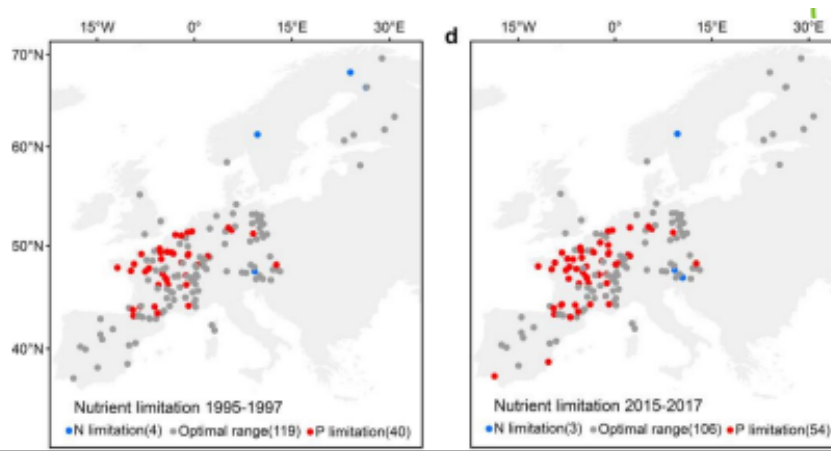 15°W 0° 15°E 30°E
d
15°W 0° 15°E 30°E
70°N
60°N
50°N
40°N
Nutrient limitation 1995-1997
N limitation(4) Optimal range(119) P limitation(40)
Nutrient limitation 2015-2017
N limitation(3) Optimal range(106) P limitation(54)